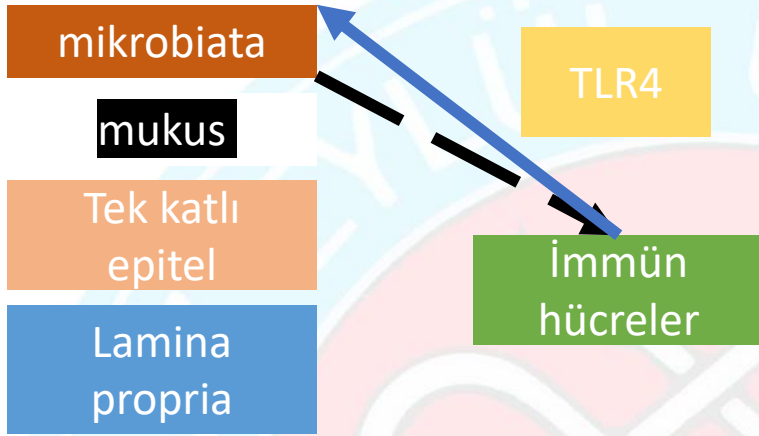 mikrobiata
mukus
Tek katlı
epitel
Lamina
propria
TLR4
İmmün
hücreler